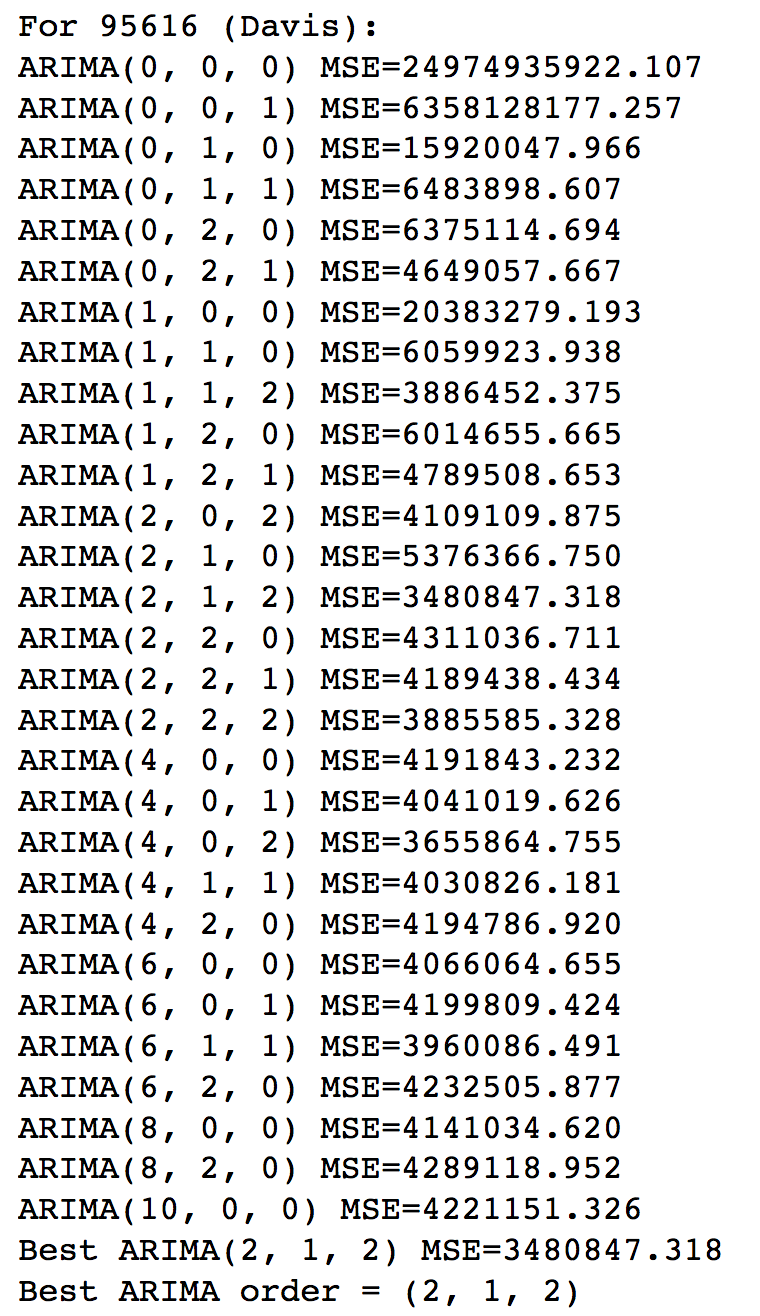 For 95616 (Davis):
ARIMA(0, 0, 0) MSE=24974935922.107
ARIMA(0, 0, 1) MSE=6358128177.257
ARIMA(0, 1, 0) MSE=15920047.966
ARIMA(0, 1, 1) MSE=6483898.607
ARIMA(0, 2, 0) MSE=6375114.694
ARIMA(0, 2, 1) MSE=4649057.667
ARIMA(1, 0, 0) MSE=20383279.193
ARIMA(1, 1, 0) MSE=6059923.938
ARIMA(1, 1, 2) MSE=3886452.375
ARIMA(1, 2, 0) MSE=6014655.665
ARIMA(1, 2, 1) MSE=4789508.653
ARIMA(2, 0, 2) MSE=4109109.875
ARIMA(2, 1, 0) MSE=5376366.750
ARIMA(2, 1, 2) MSE=3480847.318
ARIMA(2, 2, 0) MSE=4311036.711
ARIMA(2, 2, 1) MSE=4189438.434
ARIMA(2, 2, 2) MSE=3885585.328
ARIMA(4, 0, 0) MSE=4191843.232
ARIMA(4, 0, 1) MSE=4041019.626
ARIMA(4, 0, 2) MSE=3655864.755
ARIMA(4, 1, 1) MSE=4030826.181
ARIMA(4, 2, 0) MSE=4194786.920
ARIMA(6, 0, 0) MSE=4066064.655
ARIMA(6, 0, 1) MSE=4199809.424
ARIMA(6, 1, 1) MSE=3960086.491
ARIMA(6, 2, 0) MSE=4232505.877
ARIMA(8, 0, 0) MSE=4141034.620
ARIMA(8, 2, 0) MSE=4289118.952
ARIMA(10, 0, 0) MSE=4221151.326
Best ARIMA(2, 1, 2) MSE=3480847.318
Best ARIMA order = (2, 1, 2)